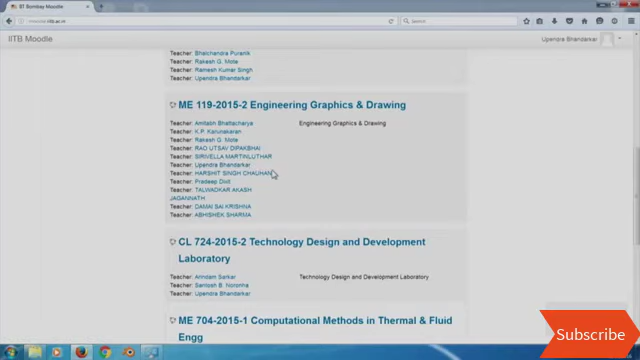 IIT Bombay Moodle
moodle.iitb.ac.in
Search
IITB Moodle
Upendra Bhandarkar
Teacher: Bhalchandra Puranik
Teacher: Rakesh G. Mote
Teacher: Ramesh Kumar Singh
Teacher: Upendra Bhandarkar
ME 119-2015-2 Engineering Graphics & Drawing
Teacher: Amitabh Bhattacharya
Engineering Graphics & Drawing
Teacher: K.P. Karunakaran
Teacher: Rakesh G. Mote
Teacher: RAO UTSAV DIPAKBHAI
Teacher: SIRIVELLA MARTINLUTHAR
Teacher: Upendra Bhandarkar
Teacher: HARSHIT SINGH CHAUHAN
Teacher: Pradeep Dixit
Teacher: TALWADKAR AKASH
JAGANNATH
Teacher: DAMAI SAI KRISHNA
Teacher: ABHISHEK SHARMA
CL 724-2015-2 Technology Design and Development
Laboratory
Teacher: Arindam Sarkar
Technology Design and Development Laboratory
Teacher: Santosh B. Noronha
Teacher: Upendra Bhandarkar
ME 704-2015-1 Computational Methods in Thermal & Fluid
Engg
Subscribe